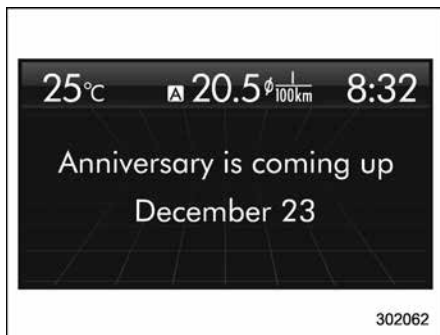 25°C A 20.5 ø l/100km 8:32
Anniversary is coming up
December 23
302062